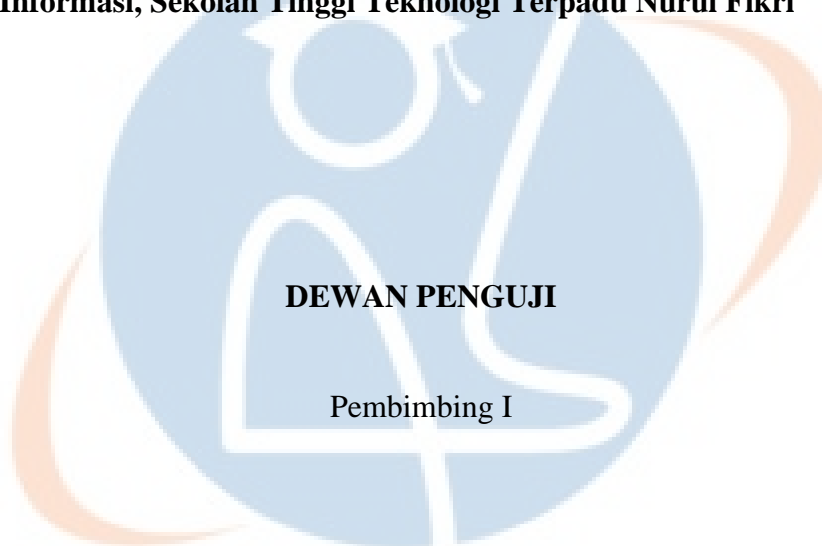 Informasi, Sekolah Tinggi Teknologi Terpadu Nurul Fikri
DEWAN PENGUJI
Pembimbing I